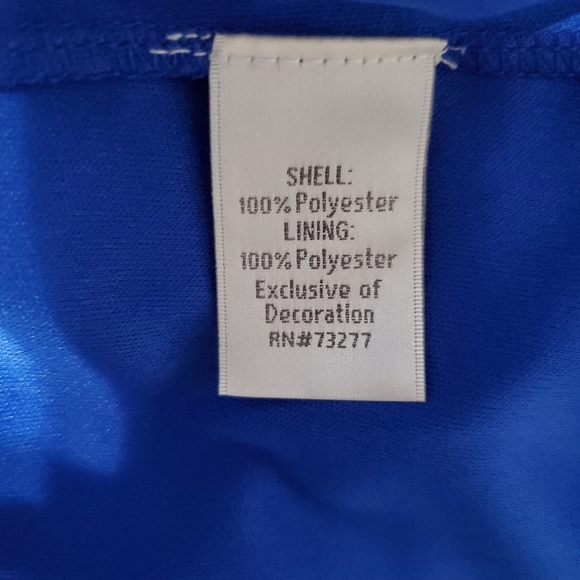 SHELL:
100% Polyester
LINING:
100% Polyester
Exclusive of
Decoration
RN#73277